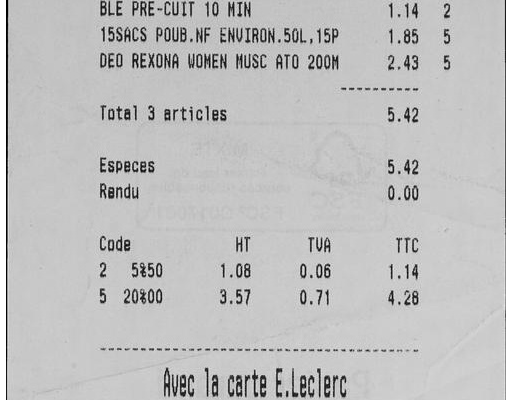 BLE PRE-CUIT 10 MIN 1.14 2
15SACS POUB.NF ENVIRON.50L,15P 1.85 5
DEO REXONA WOMEN MUSC ATO 200M 2.43 5
-----------
Total 3 articles 5.42
Especes 5.42
Randu 0.00
Code HT TVA TTC
2 5%50 1.08 0.06 1.14
5 20%00 3.57 0.71 4.28
--------------------------------------------
Avec la carte E.Leclerc